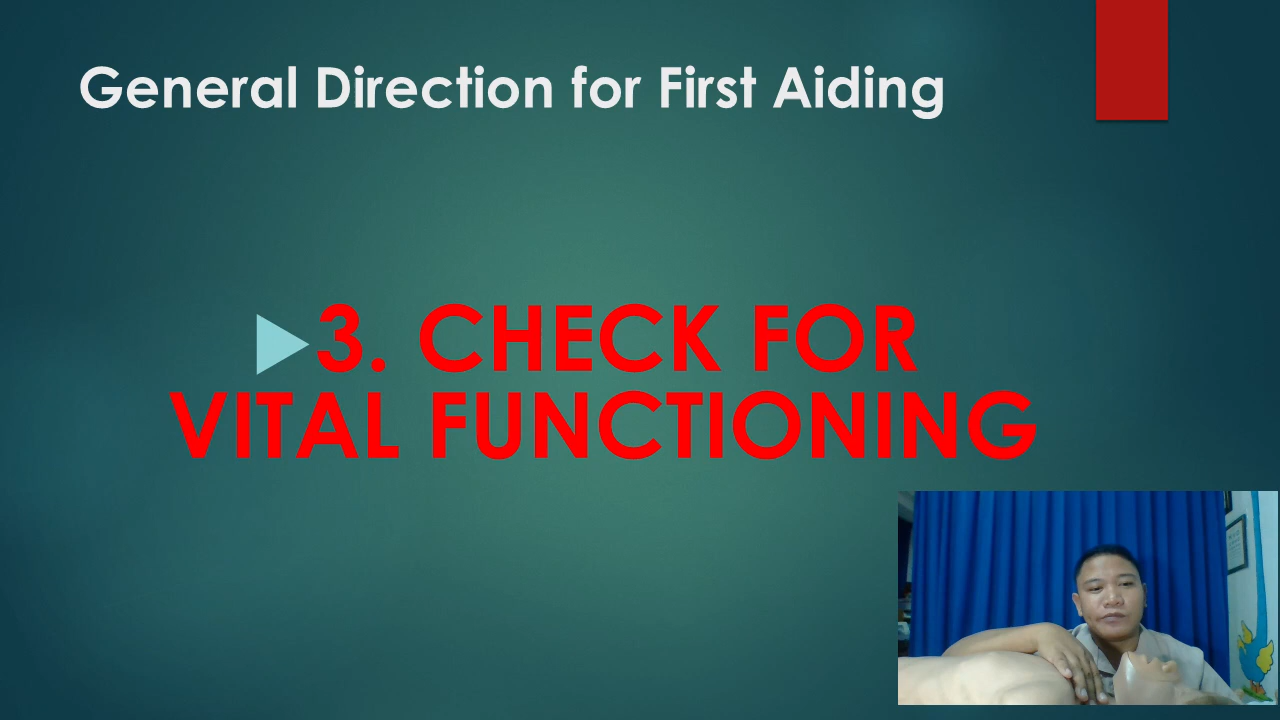 General Direction for First Aiding
3. CHECK FOR
VITAL FUNCTIONING